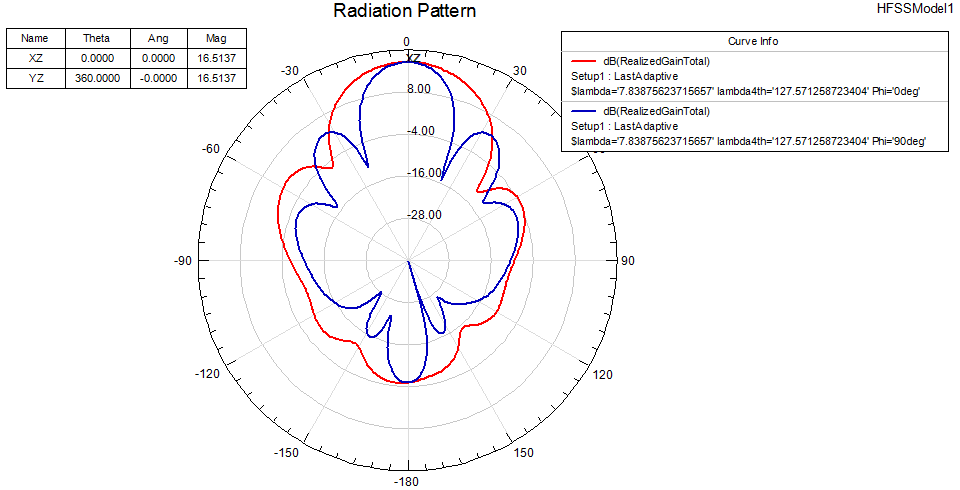 Radiation Pattern
HFSSModel1
Name Theta Ang Mag
XZ 0.0000 0.0000 16.5137
YZ 360.0000 -0.0000 16.5137
Curve Info
dB(RealizedGainTotal)
Setup1 : LastAdaptive
$lambda='7.83875623715657' lambda4th='127.571258723404' Phi='0deg'
dB(RealizedGainTotal)
Setup1 : LastAdaptive
$lambda='7.83875623715657' lambda4th='127.571258723404' Phi='90deg'
0
-30
30
8.00
-4.00
-60
-16.00
-28.00
-90
90
-120
120
-150
150
-180